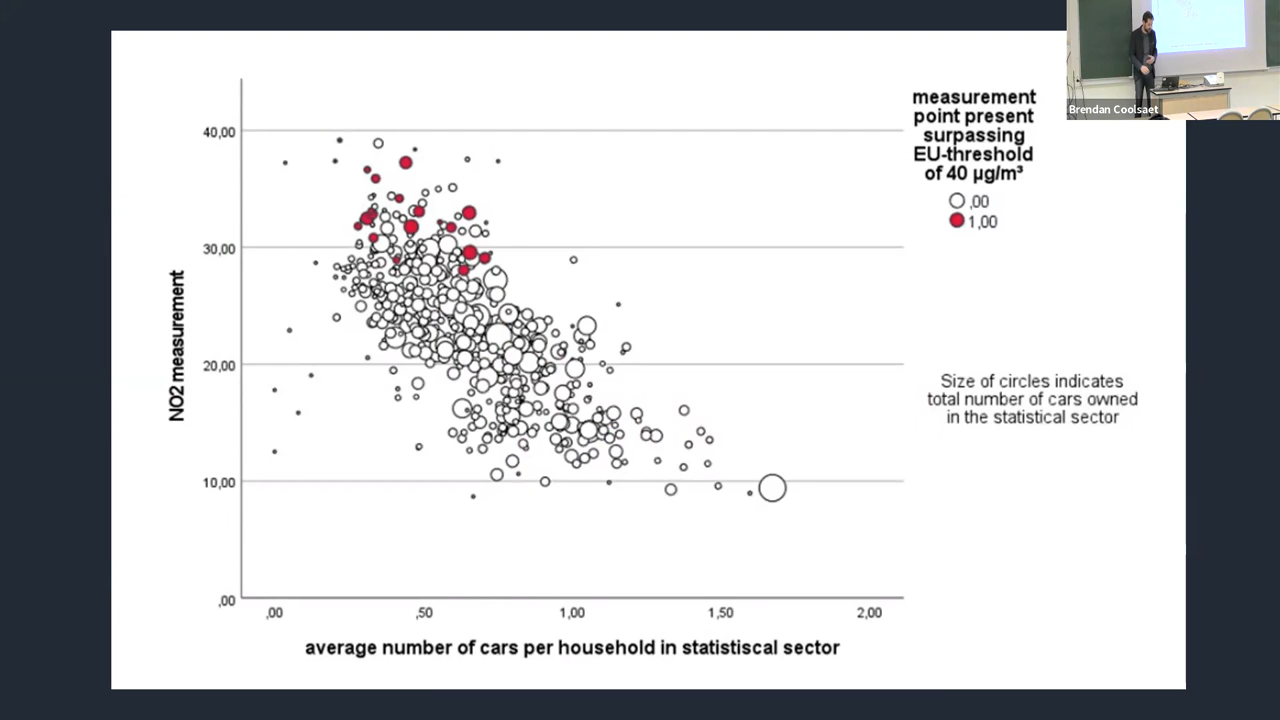 Brendan Coolsaet
measurement
point present
surpassing
EU-threshold
of 40 µg/m³
,00
1,00
40,00
30,00
20,00
10,00
,00
NO2 measurement
Size of circles indicates
total number of cars owned
in the statistical sector
,00
,50
1,00
1,50
2,00
average number of cars per household in statistiscal sector